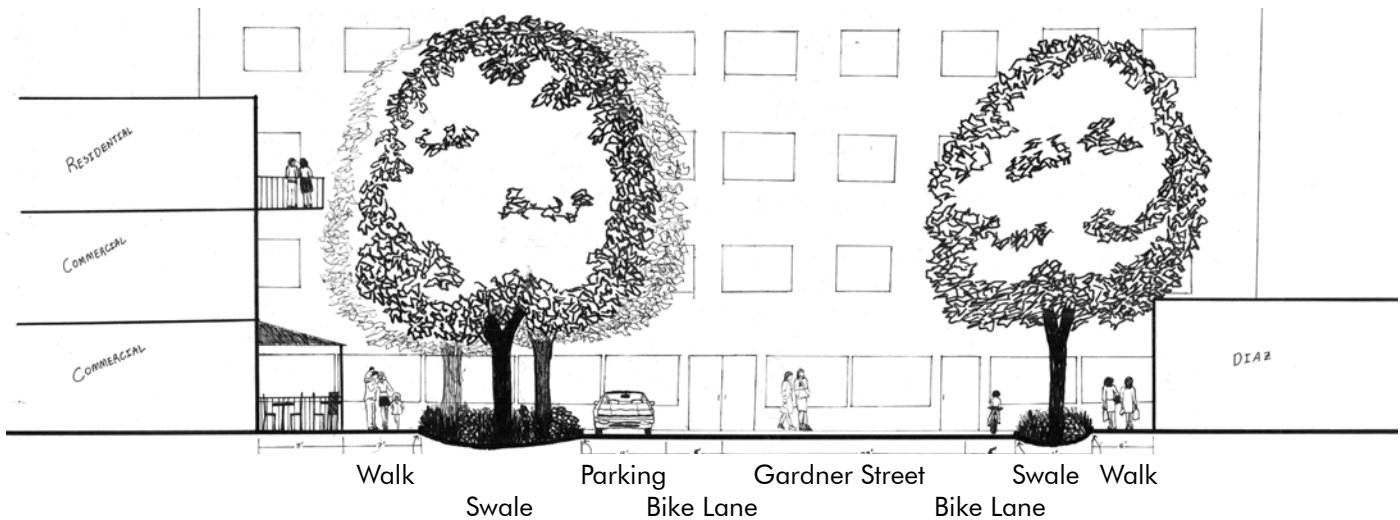 RESIDENTIAL
COMMERCIAL
COMMERCIAL
DIAZ
Walk Parking Gardner Street Swale Walk
Swale Bike Lane Bike Lane